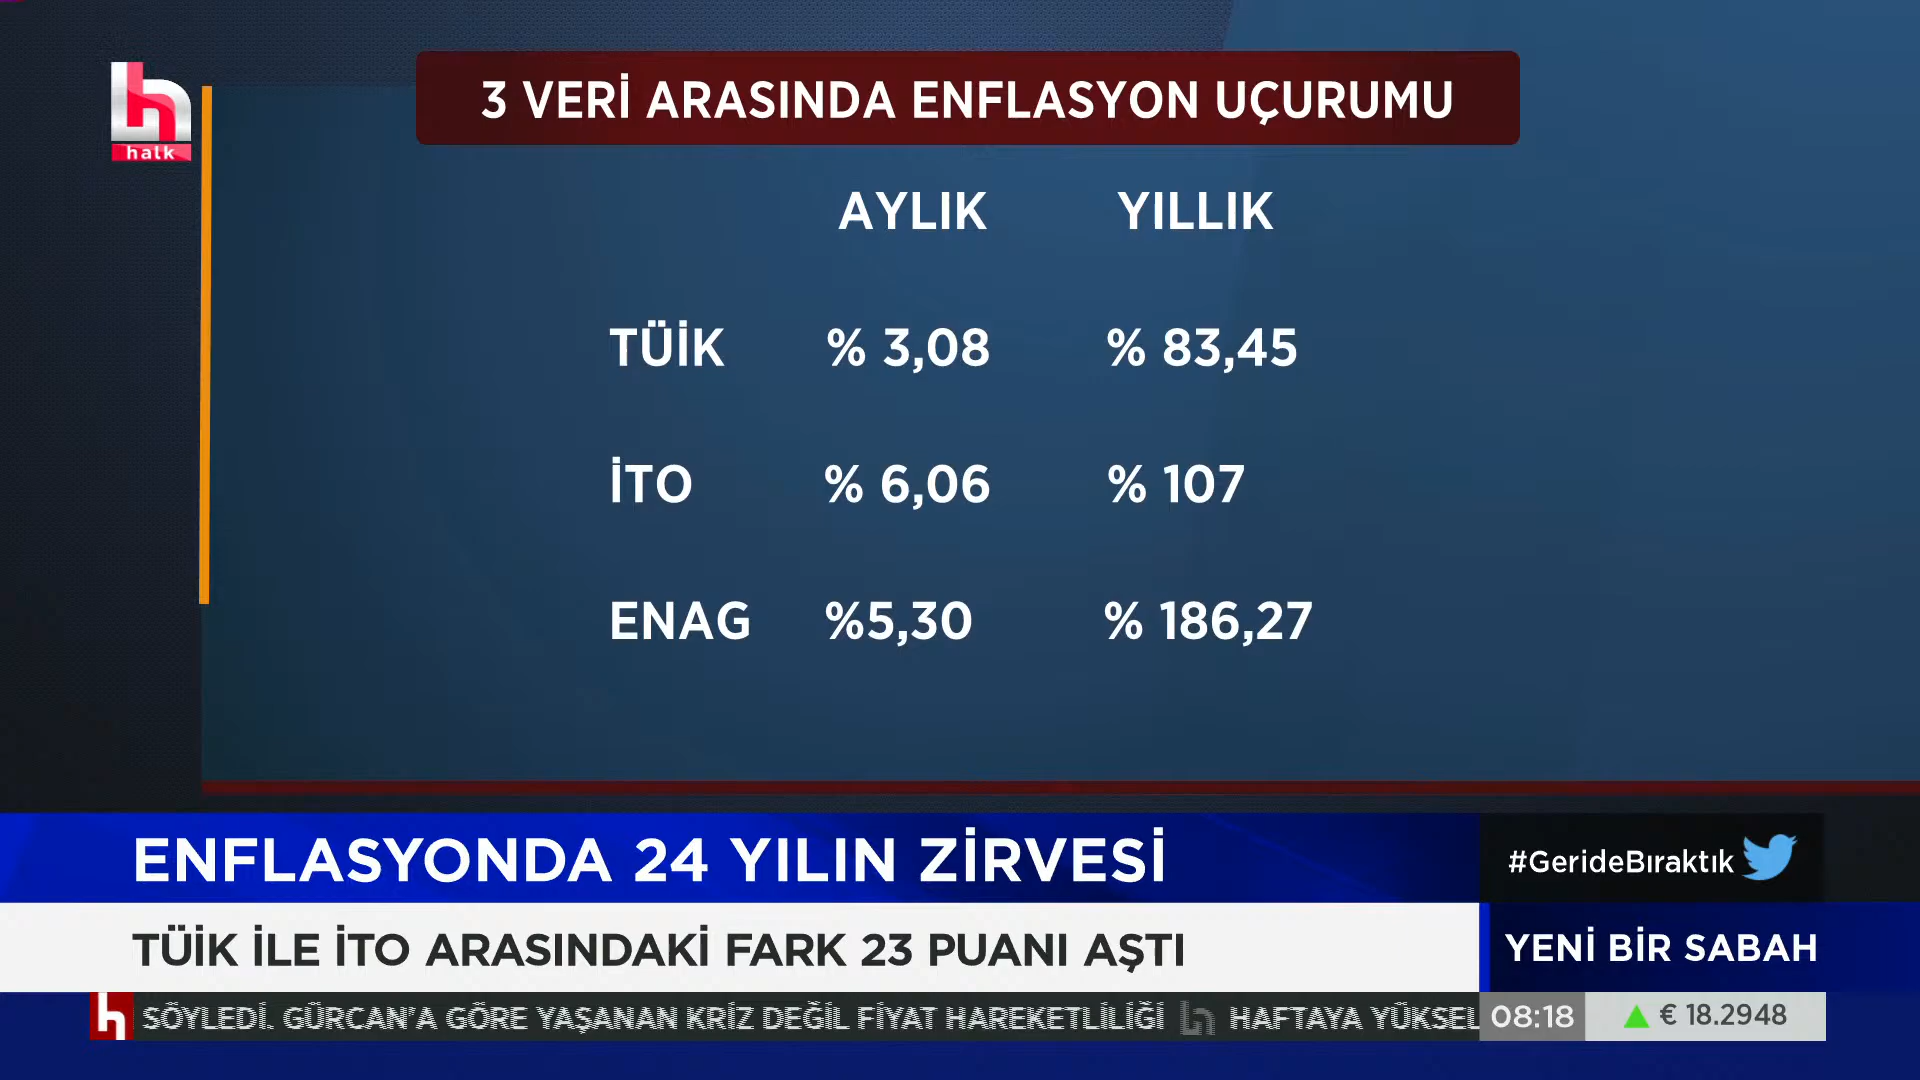 halk
3 VERİ ARASINDA ENFLASYON UÇURUMU
AYLIK YILLIK
TÜİK % 3,08 % 83,45
İTO % 6,06 % 107
ENAG %5,30 % 186,27
ENFLASYONDA 24 YILIN ZİRVESİ
#GerideBıraktık
TÜİK İLE İTO ARASINDAKİ FARK 23 PUANI AŞTI
YENİ BİR SABAH
SÖYLEDİ. GÜRCAN'A GÖRE YAŞANAN KRİZ DEĞİL FİYAT HAREKETLİLİĞİ HAFTAYA YÜKSEL
08:18 € 18.2948